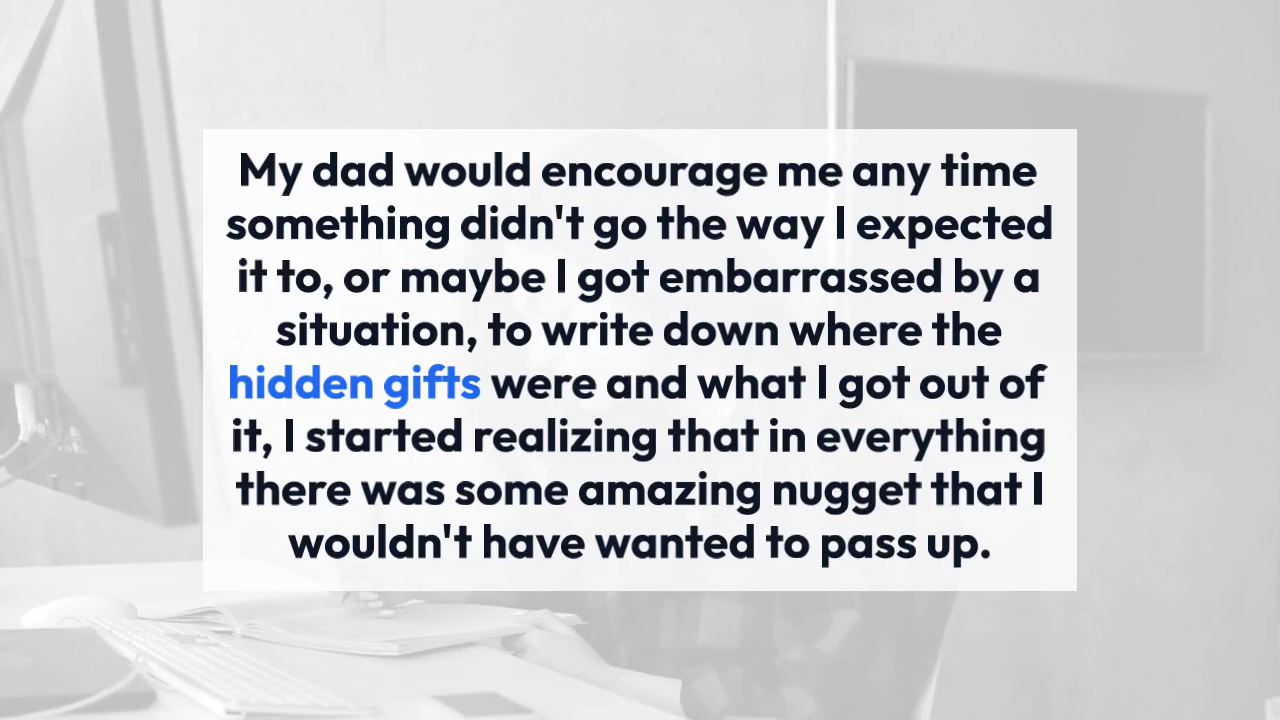 My dad would encourage me any time
something didn't go the way I expected
it to, or maybe I got embarrassed by a
situation, to write down where the
hidden gifts were and what I got out of
it, I started realizing that in everything
there was some amazing nugget that I
wouldn't have wanted to pass up.